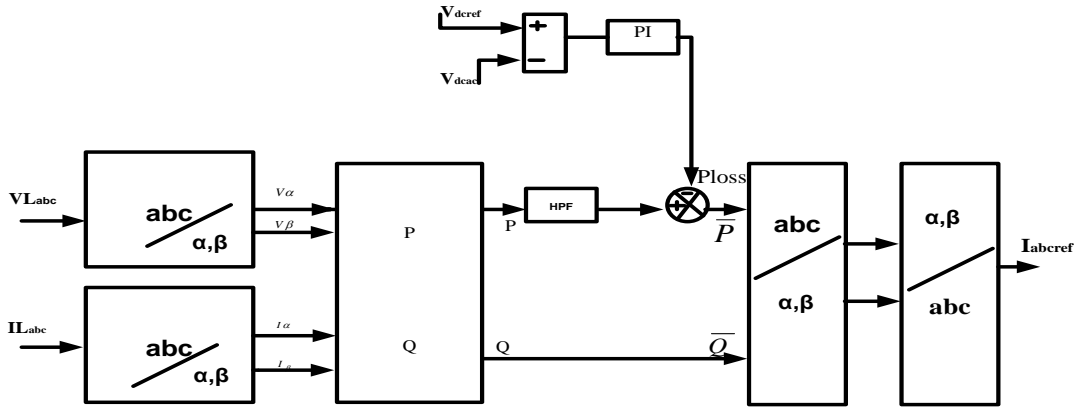 Vdcref
+
−
Vdcac
PI
Ploss
VLabc
abc
α,β
Vα
Vβ
P
P
HPF
−
+
P̅
abc
α,β
α,β
abc
Iabcref
ILabc
abc
α,β
Iα
Q
Q
Q̅